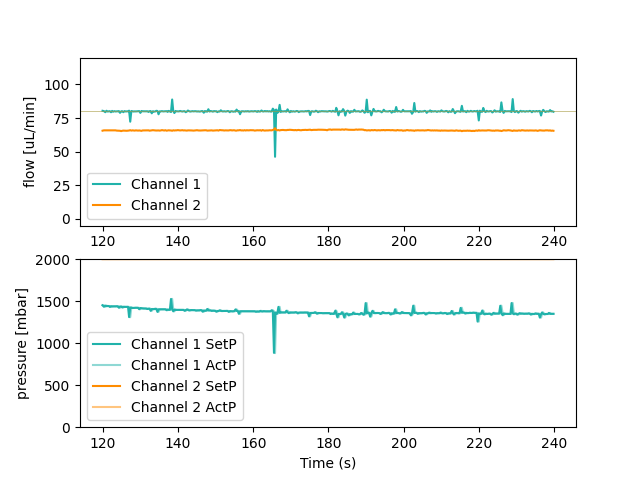 100
75
50
25
0
flow [uL/min]
Channel 1
Channel 2
120 140 160 180 200 220 240
2000
1500
1000
500
0
pressure [mbar]
Channel 1 SetP
Channel 1 ActP
Channel 2 SetP
Channel 2 ActP
120 140 160 180 200 220 240
Time (s)